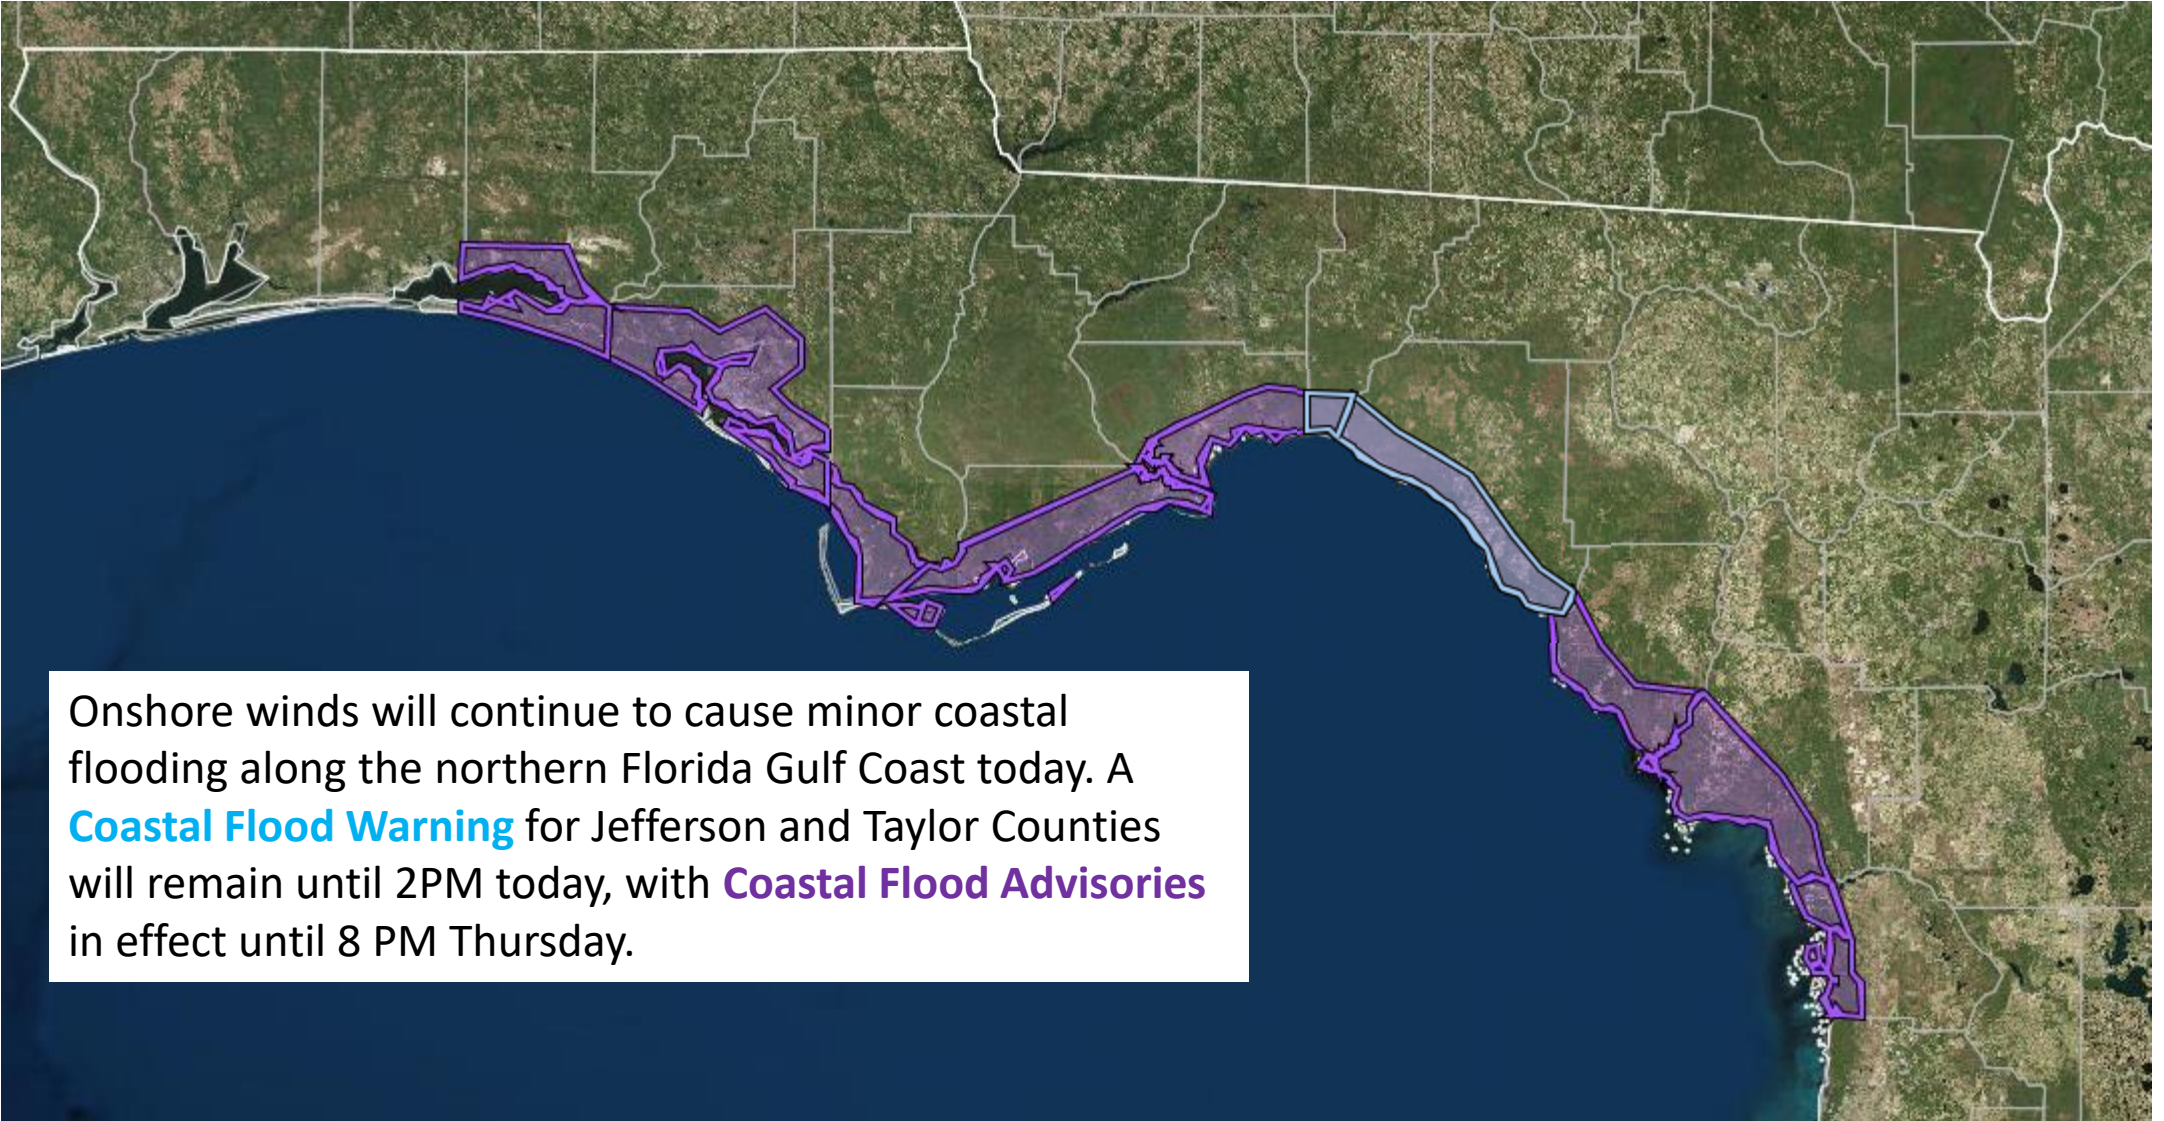 Onshore winds will continue to cause minor coastal
flooding along the northern Florida Gulf Coast today. A
Coastal Flood Warning for Jefferson and Taylor Counties
will remain until 2PM today, with Coastal Flood Advisories
in effect until 8 PM Thursday.